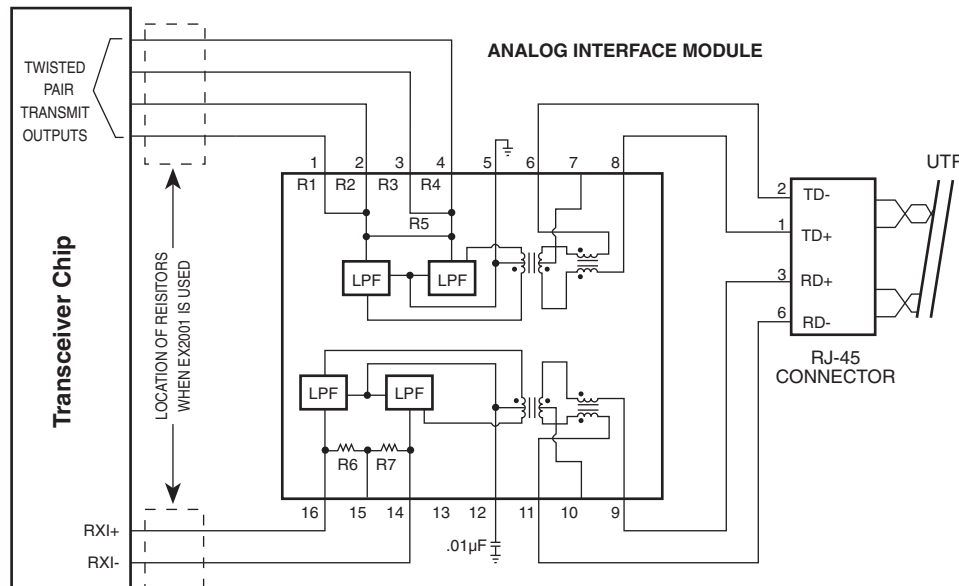 ANALOG INTERFACE MODULE
TWISTED
PAIR
TRANSMIT
OUTPUTS
Transceiver Chip
LOCATION OF REISITORS
WHEN EX2001 IS USED
1 2 3 4 5 6 7 8
R1 R2 R3 R4
R5
LPF LPF
LPF LPF
R6 R7
16 15 14 13 12 11 10 9
.01µF
RXI+
RXI-
UTP
2 TD-
1 TD+
3 RD+
6 RD-
RJ-45
CONNECTOR